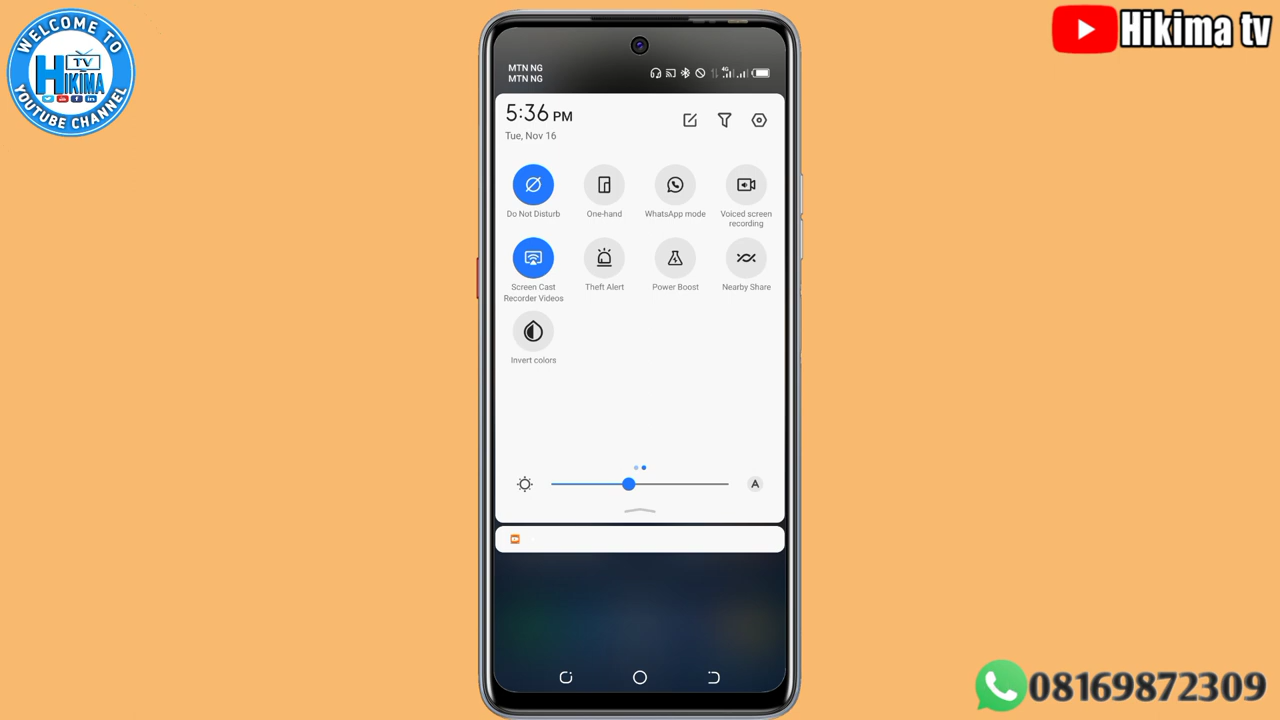 WELCOME TO
TV
HIKIMA
YOUTUBE CHANNEL
Hikima tv
MTN NG
MTN NG
4G
5:36 PM
Tue, Nov 16
Do Not Disturb
One-hand
WhatsApp mode
Voiced screen
recording
Screen Cast
Recorder Videos
Theft Alert
Power Boost
Nearby Share
Invert colors
A
08169872309